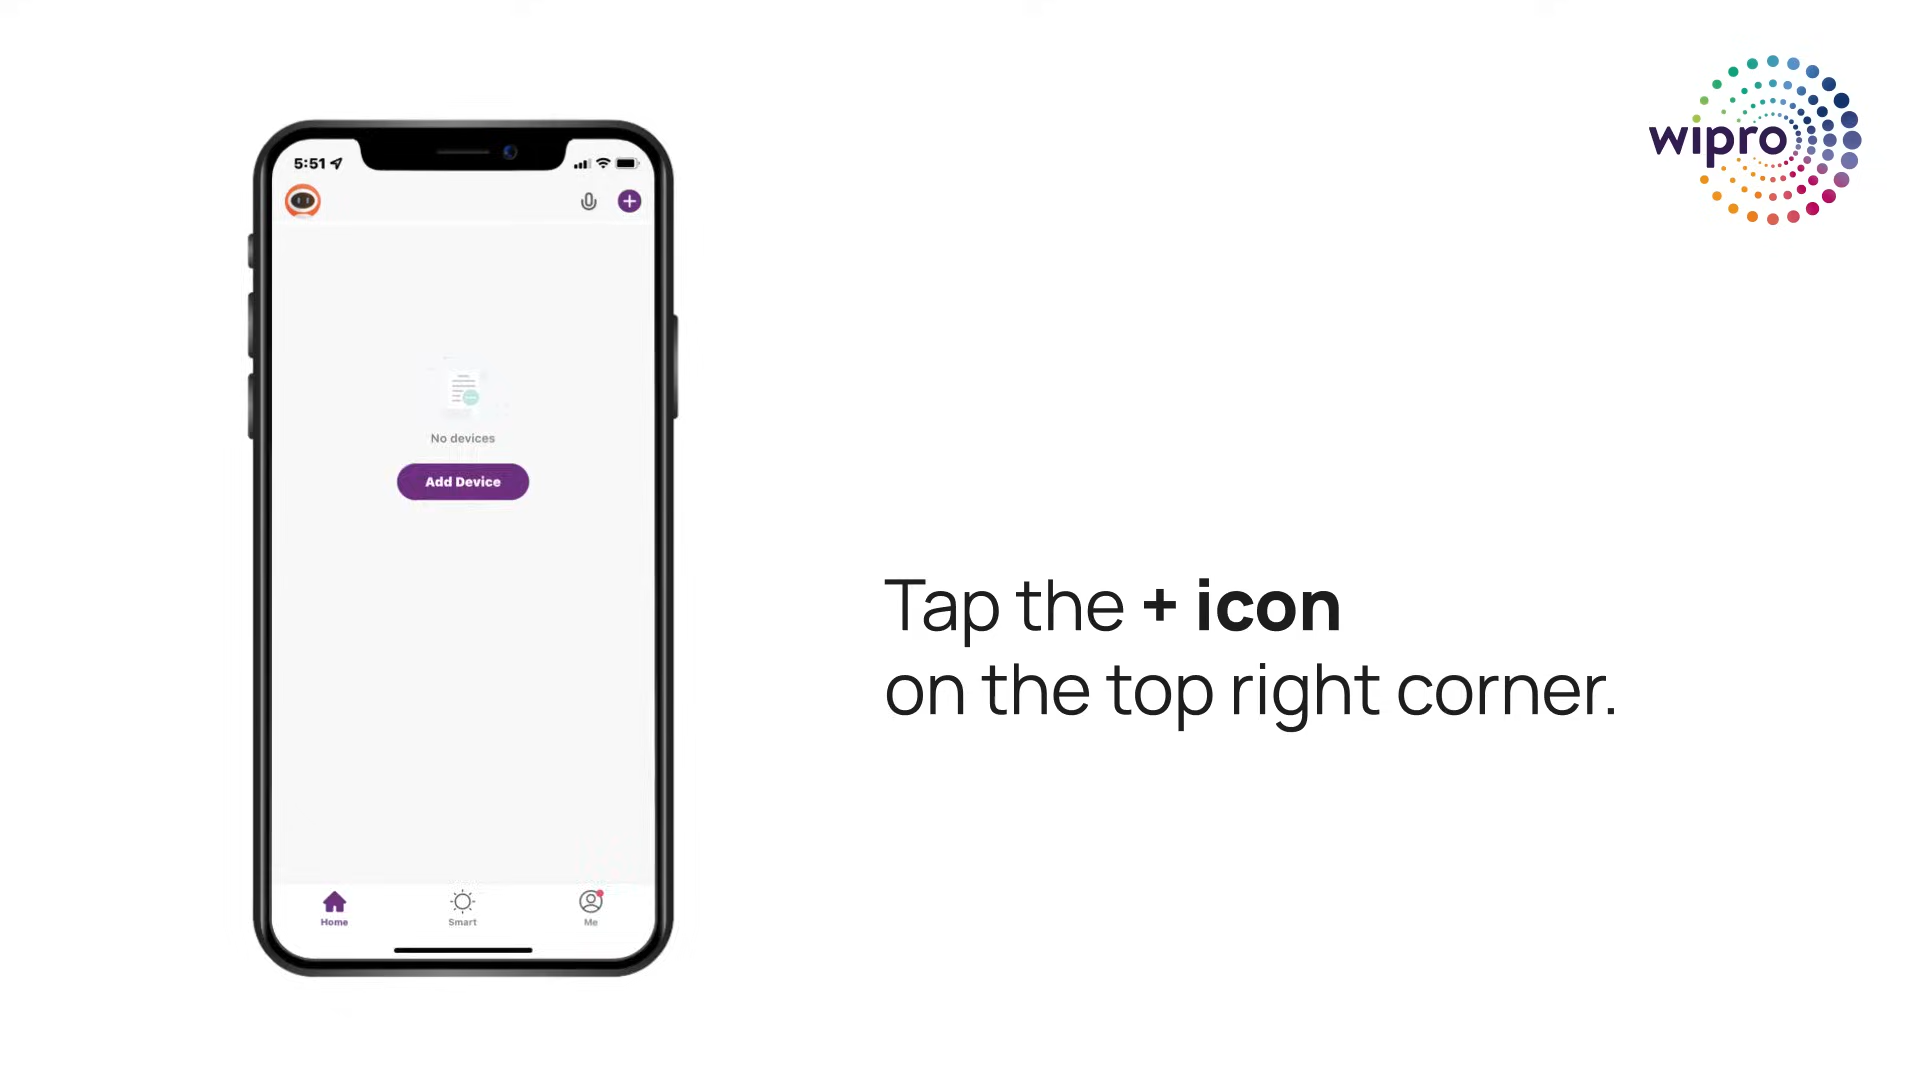 wipro
5:51
No devices
Add Device
Home
Smart
Me
Tap the + icon
on the top right corner.